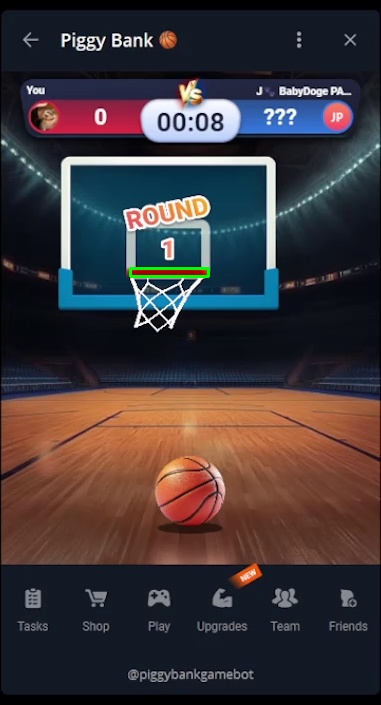 Piggy Bank 🏀
You
VS
J 🐾 BabyDoge PA...
0
00:08
???
JP
ROUND
1
NEW
Tasks
Shop
Play
Upgrades
Team
Friends
@piggybankgamebot